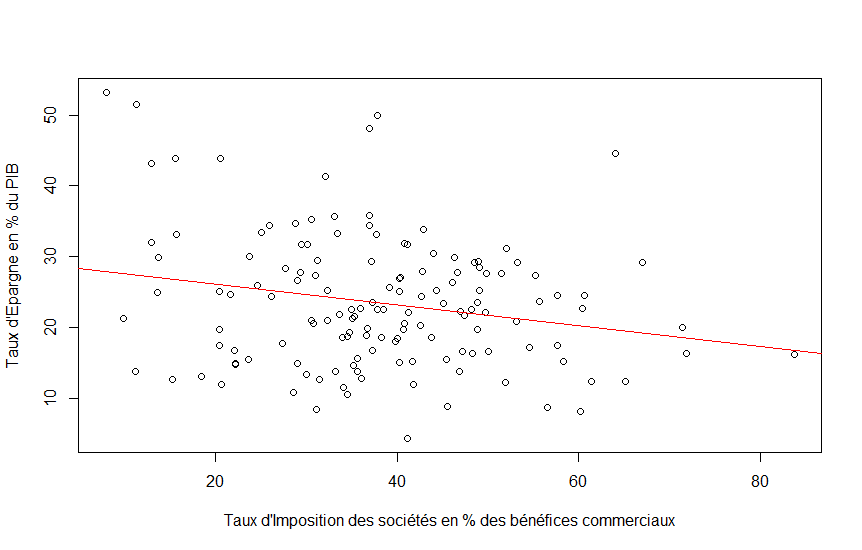 Taux d'Epargne en % du PIB
50
40
30
20
10
20 40 60 80
Taux d'Imposition des sociétés en % des bénéfices commerciaux